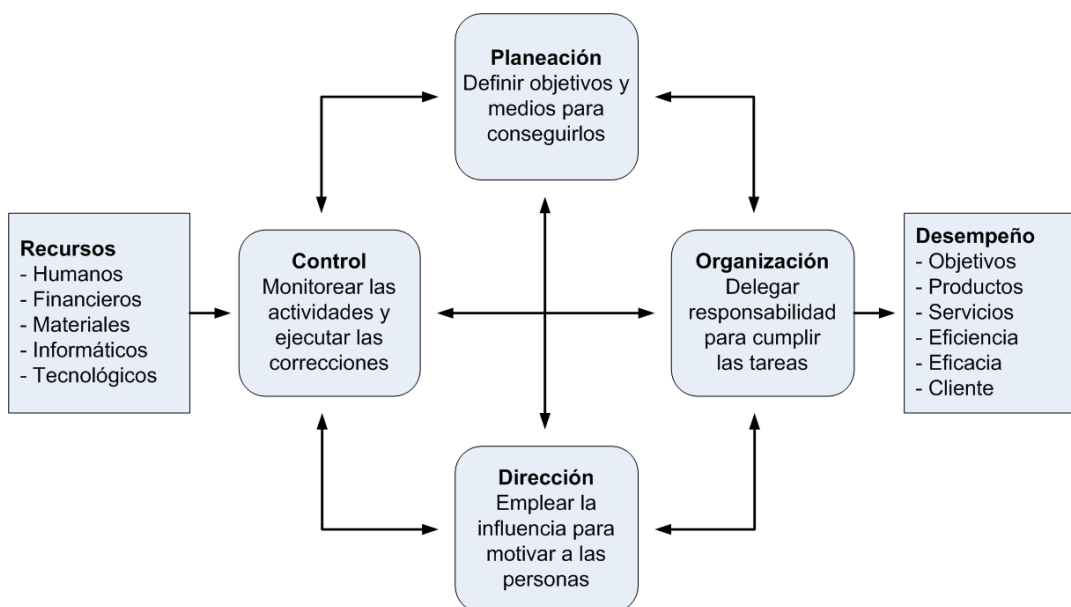 Planeación
Definir objetivos y
medios para
conseguirlos
Recursos
- Humanos
- Financieros
- Materiales
- Informáticos
- Tecnológicos
Control
Monitorear las
actividades y
ejecutar las
correcciones
Organización
Delegar
responsabilidad
para cumplir
las tareas
Desempeño
- Objetivos
- Productos
- Servicios
- Eficiencia
- Eficacia
- Cliente
Dirección
Emplear la
influencia para
motivar a las
personas